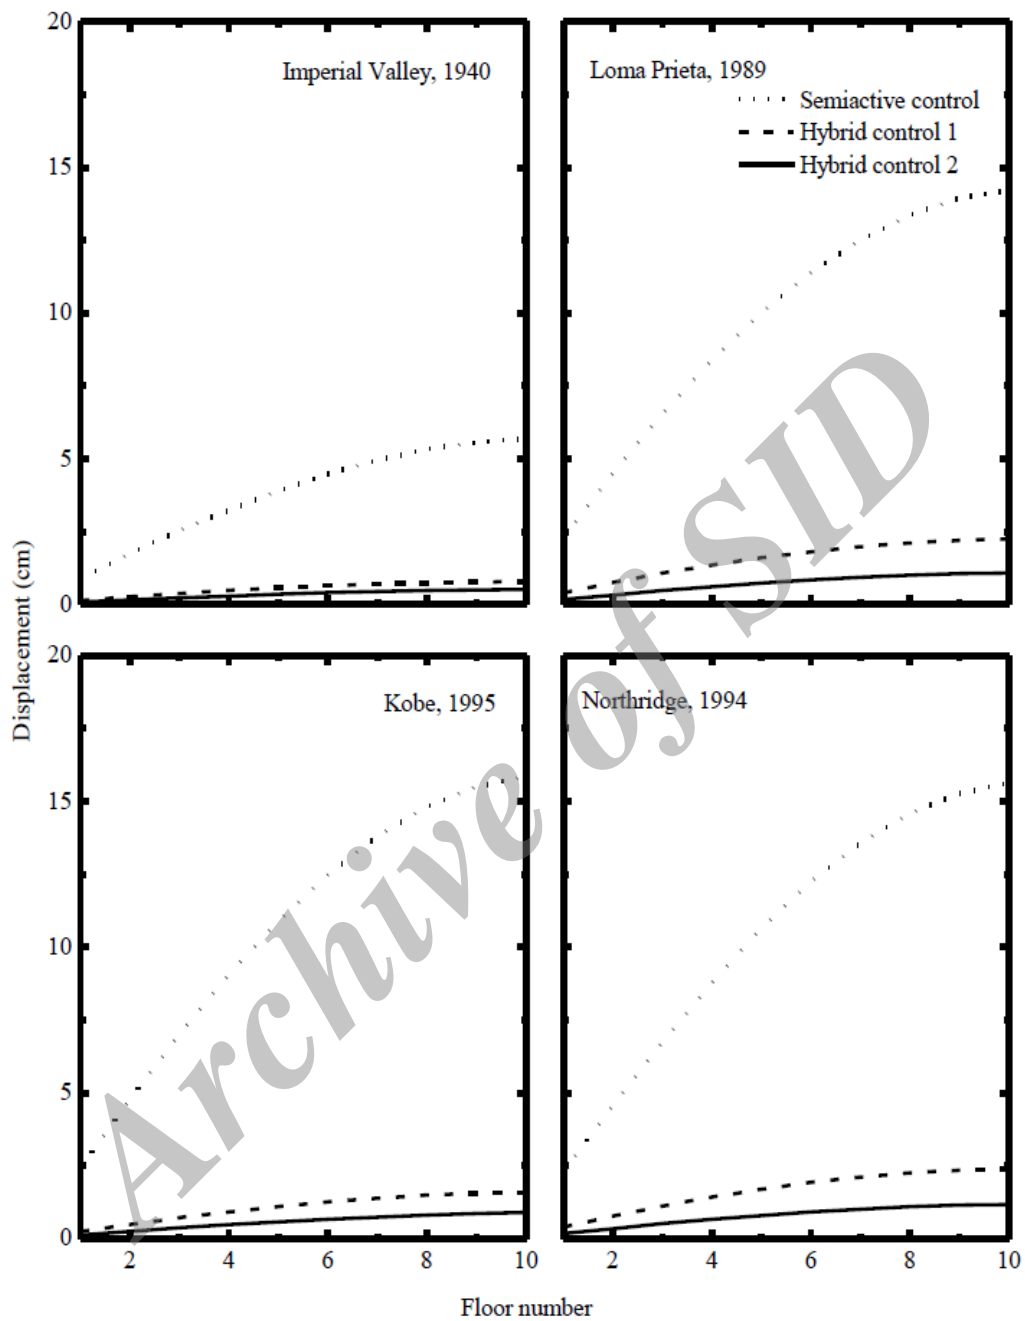 20
15
10
5
0
Imperial Valley, 1940
Loma Prieta, 1989
Semiactive control
Hybrid control 1
Hybrid control 2
Displacement (cm)
20
15
10
5
0
Kobe, 1995
Northridge, 1994
2 4 6 8 10
2 4 6 8 10
Floor number
Archive of SID